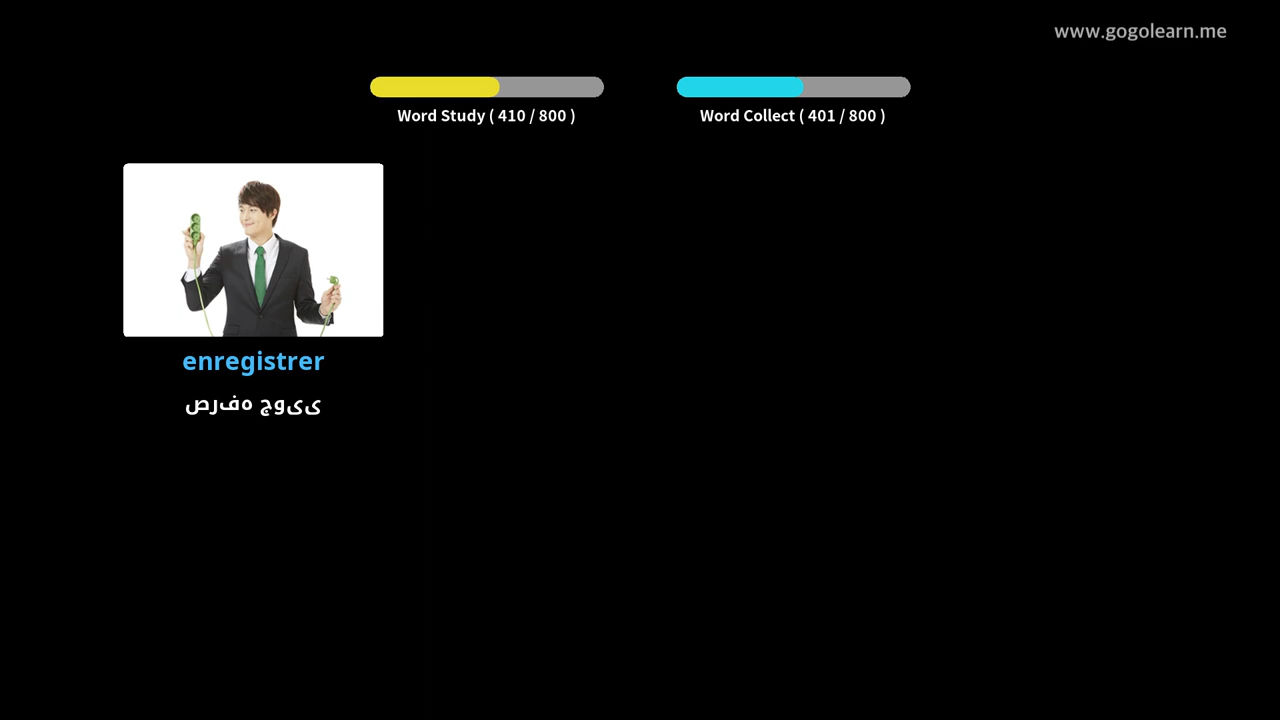 www.gogolearn.me
Word Study ( 410 / 800 )
Word Collect ( 401 / 800 )
enregistrer
صرفه جویی